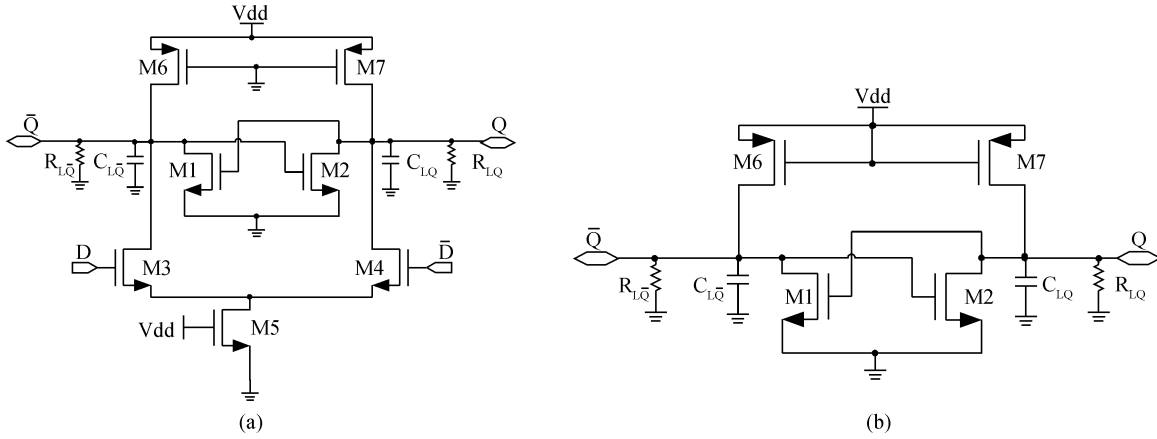 Vdd
M6
M7
Q̅
Q
R_LQ̅
C_LQ̅
M1
M2
C_LQ
R_LQ
D
D̅
M3
M4
Vdd
M5
(a)
Vdd
M6
M7
Q̅
Q
R_LQ̅
C_LQ̅
M1
M2
C_LQ
R_LQ
(b)